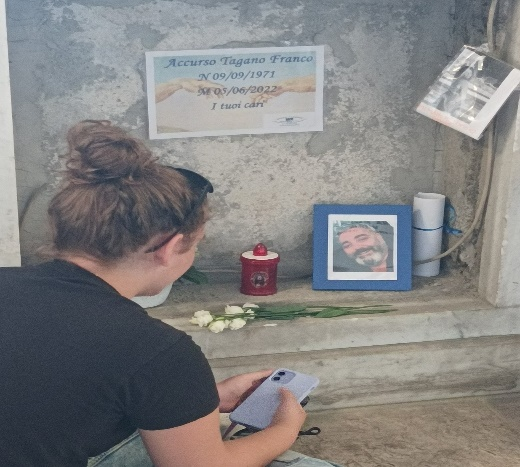 Accurso Tagano Franco
N 09/09/1971
M 05/06/2022
I tuoi cari